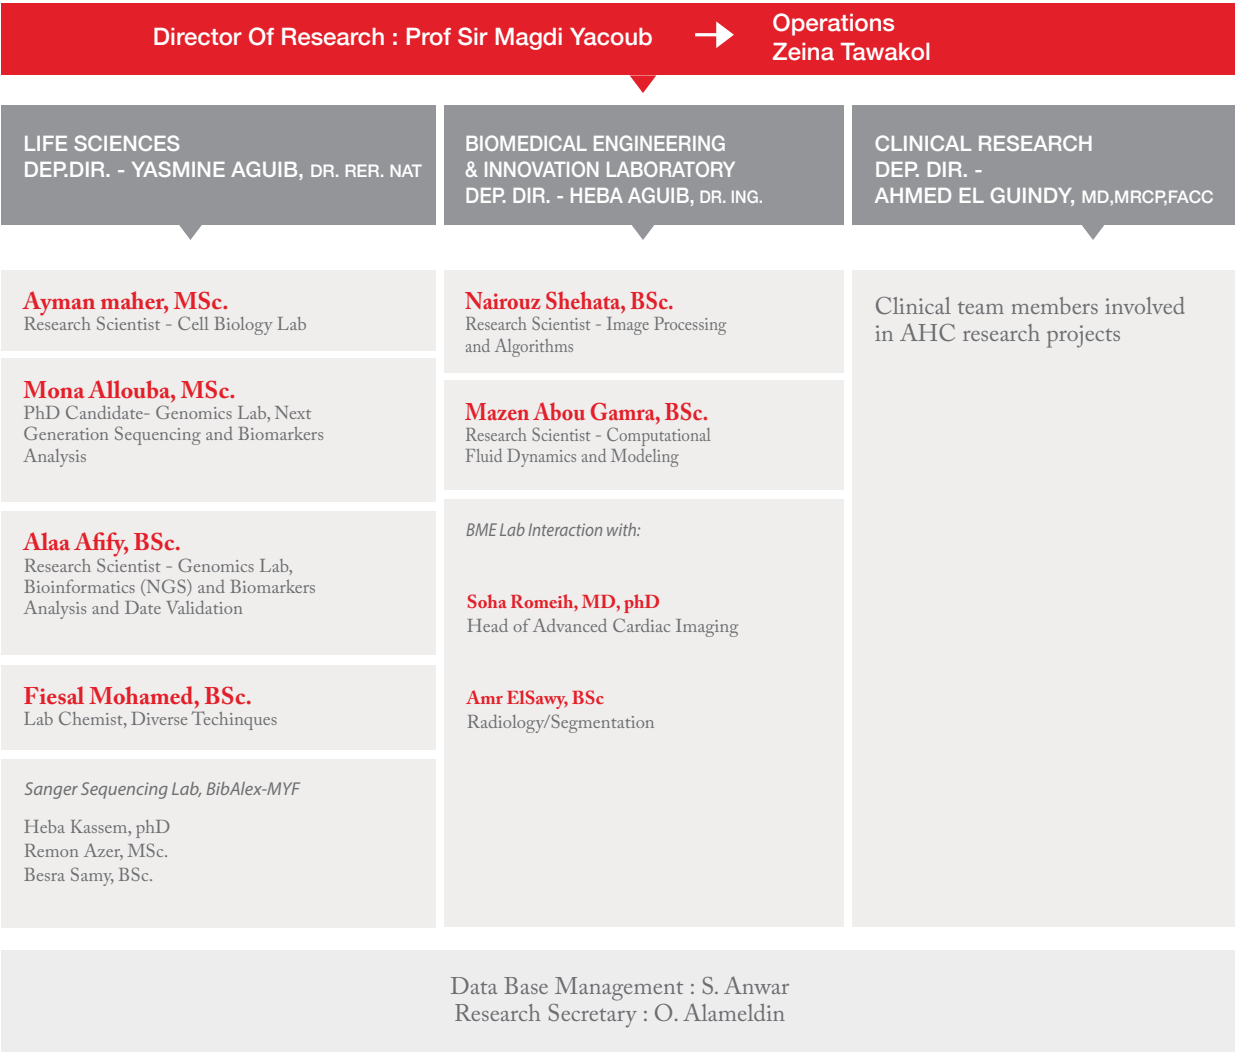 Director Of Research : Prof Sir Magdi Yacoub
Operations
Zeina Tawakol
LIFE SCIENCES
DEP.DIR. - YASMINE AGUIB, DR. RER. NAT
BIOMEDICAL ENGINEERING
& INNOVATION LABORATORY
DEP. DIR. - HEBA AGUIB, DR. ING.
CLINICAL RESEARCH
DEP. DIR. -
AHMED EL GUINDY, MD,MRCP,FACC
Ayman maher, MSc.
Research Scientist - Cell Biology Lab
Mona Allouba, MSc.
PhD Candidate- Genomics Lab, Next
Generation Sequencing and Biomarkers
Analysis
Alaa Afify, BSc.
Research Scientist - Genomics Lab,
Bioinformatics (NGS) and Biomarkers
Analysis and Date Validation
Fiesal Mohamed, BSc.
Lab Chemist, Diverse Techinques
Sanger Sequencing Lab, BibAlex-MYF
Heba Kassem, phD
Remon Azer, MSc.
Besra Samy, BSc.
Nairouz Shehata, BSc.
Research Scientist - Image Processing
and Algorithms
Mazen Abou Gamra, BSc.
Research Scientist - Computational
Fluid Dynamics and Modeling
BME Lab Interaction with:
Soha Romeih, MD, phD
Head of Advanced Cardiac Imaging
Amr ElSawy, BSc
Radiology/Segmentation
Clinical team members involved
in AHC research projects
Data Base Management : S. Anwar
Research Secretary : O. Alameldin